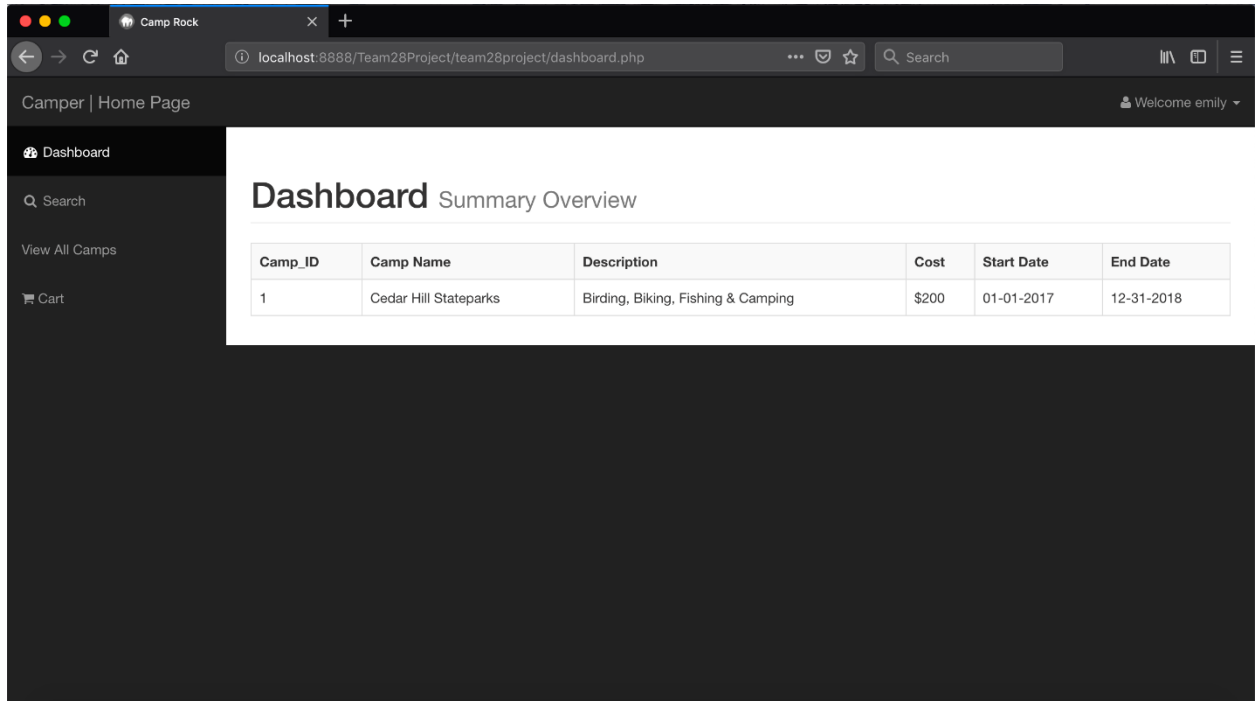 Camp Rock
localhost:8888/Team28Project/team28project/dashboard.php
Search
Camper | Home Page
Welcome emily
Dashboard
Search
View All Camps
Cart
Dashboard Summary Overview
Camp_ID Camp Name Description Cost Start Date End Date
1 Cedar Hill Stateparks Birding, Biking, Fishing & Camping $200 01-01-2017 12-31-2018